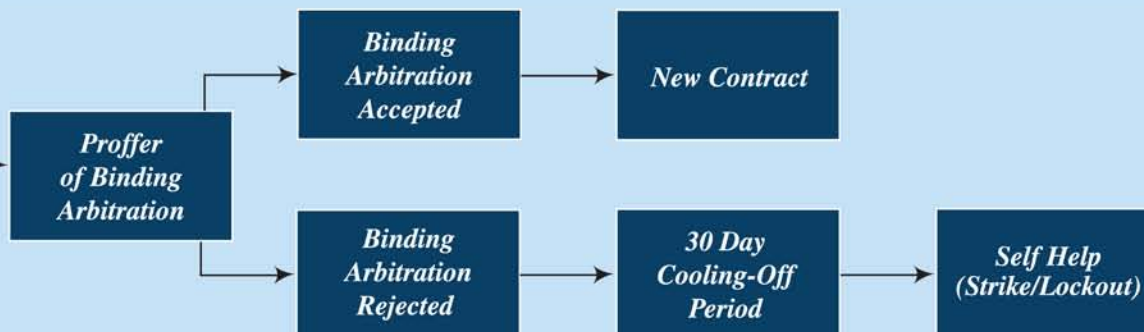 Proffer
of Binding
Arbitration
Binding
Arbitration
Accepted
New Contract
Binding
Arbitration
Rejected
30 Day
Cooling-Off
Period
Self Help
(Strike/Lockout)